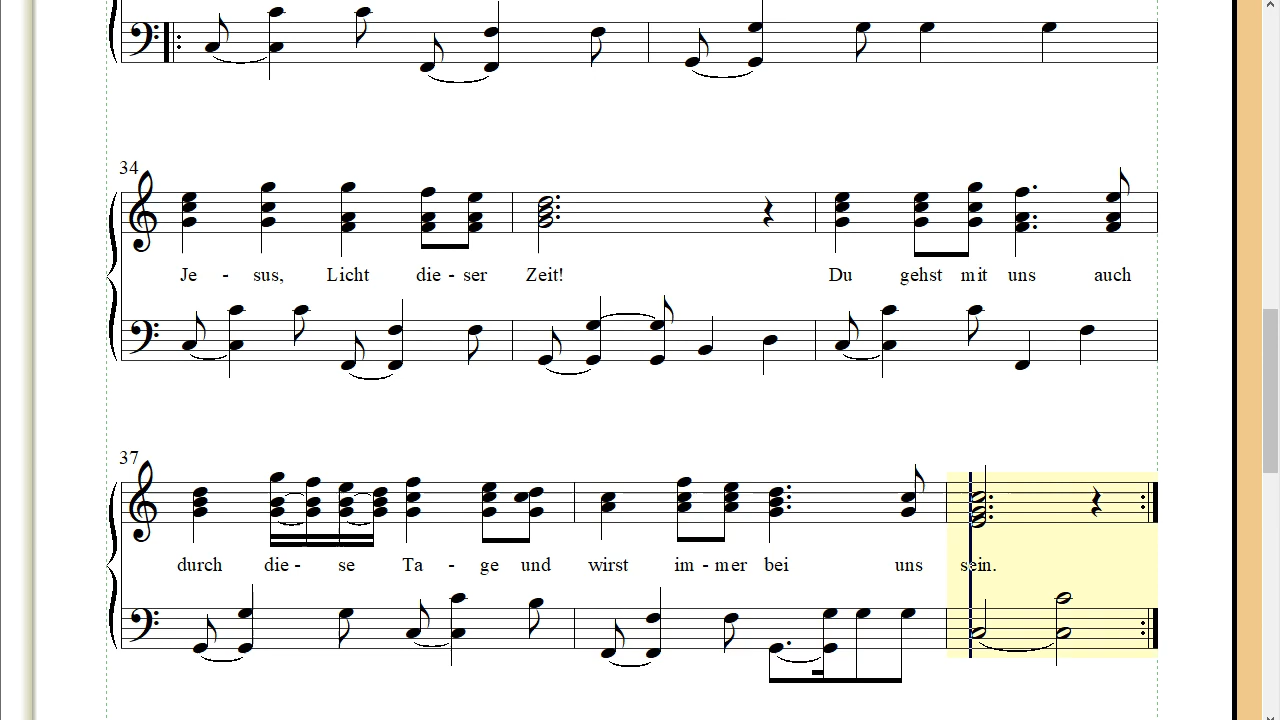 34
Je - sus, Licht die - ser Zeit! Du gehst mit uns auch
37
durch die - se Ta - ge und wirst im - mer bei uns sein.